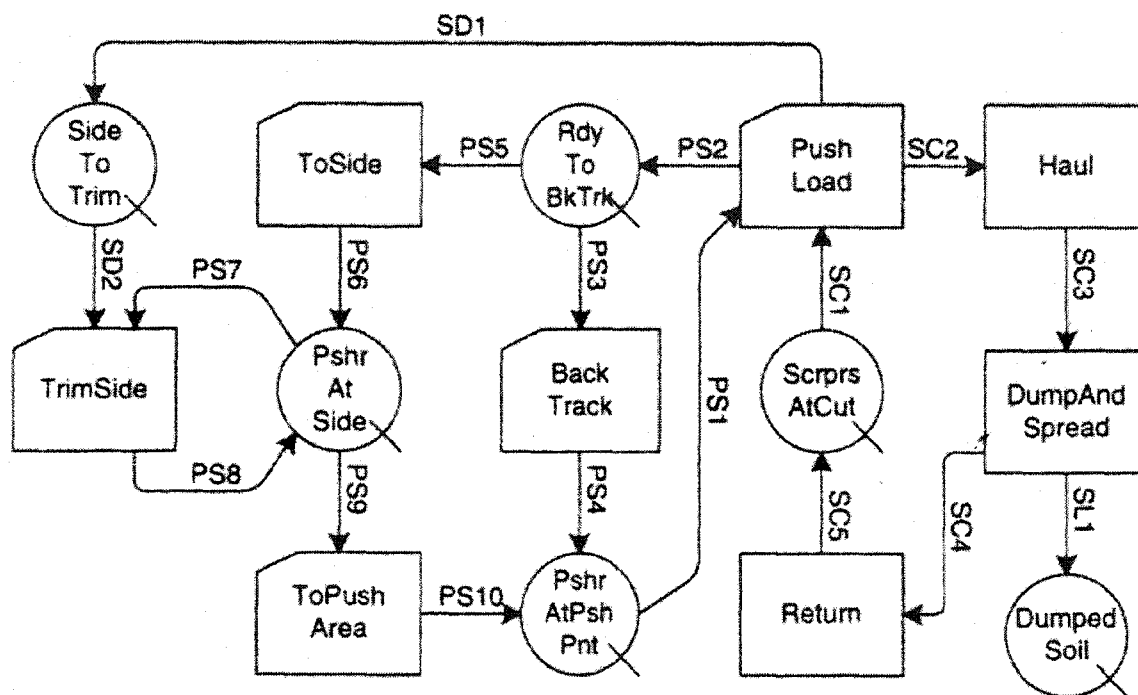 SD1
Side
To
Trim
ToSide
PS5
Rdy
To
BkTrk
PS2
Push
Load
SC2
Haul
SD2
PS7
PS6
PS3
SC1
SC3
TrimSide
Pshr
At
Side
Back
Track
PS1
Scrprs
AtCut
DumpAnd
Spread
PS8
PS9
PS4
SC5
SC4
SL1
ToPush
Area
PS10
Pshr
AtPsh
Pnt
Return
Dumped
Soil